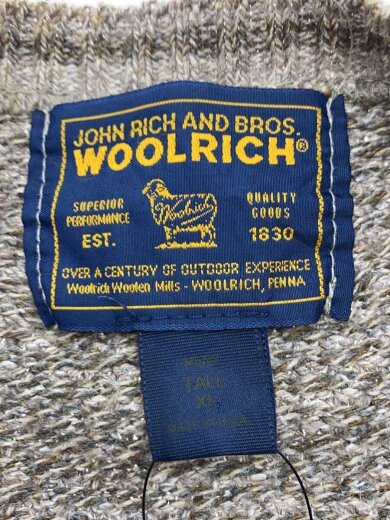 JOHN RICH AND BROS.
WOOLRICH®
SUPERIOR
PERFORMANCE
EST.
Woolrich
QUALITY
GOODS
1830
OVER A CENTURY OF OUTDOOR EXPERIENCE
Woolrich Woolen Mills - WOOLRICH, PENNA
TALL
XL